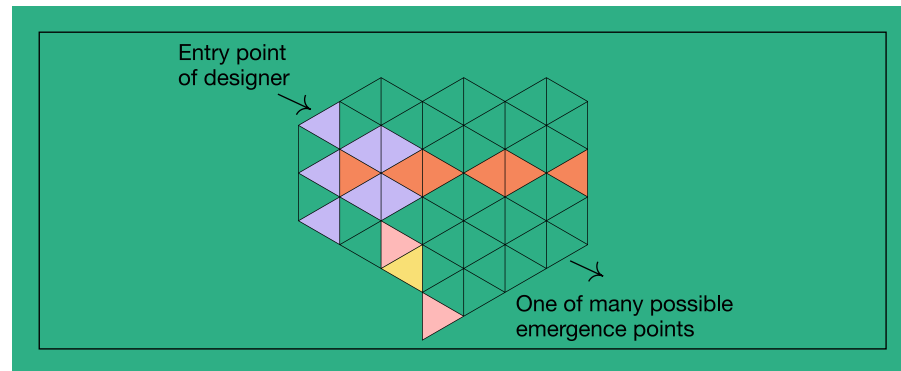 Entry point
of designer
One of many possible
emergence points